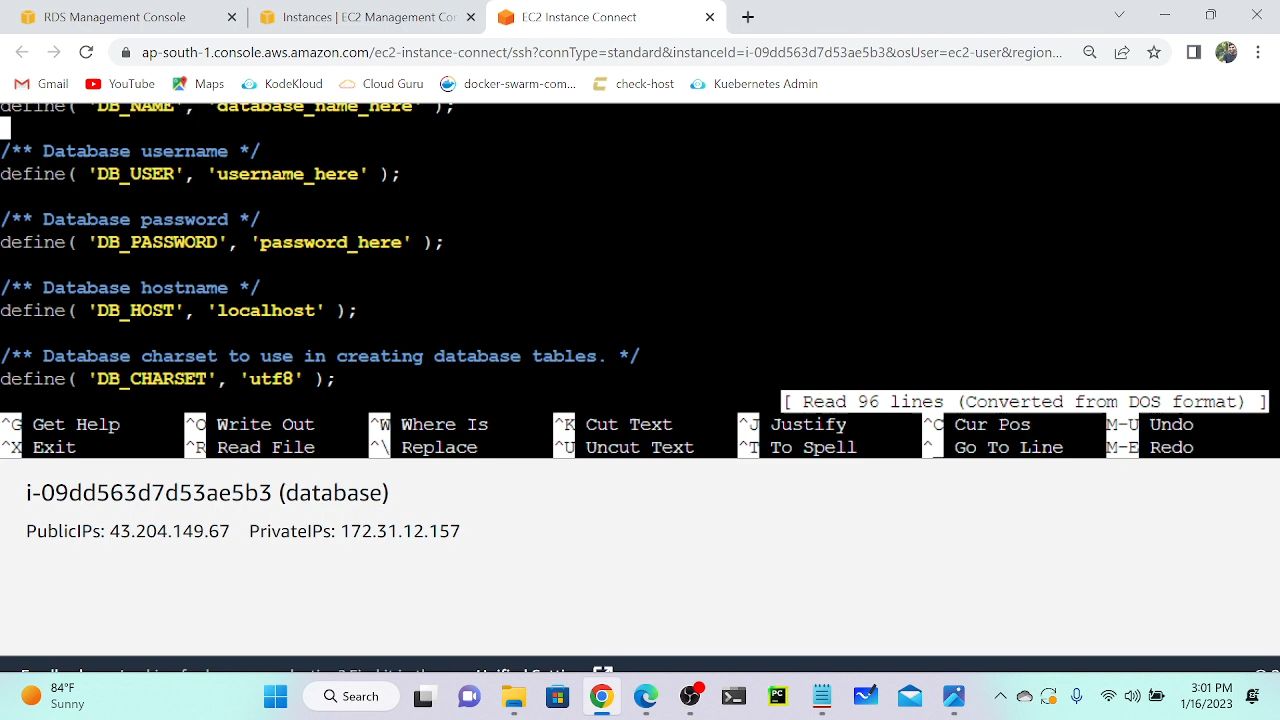 RDS Management Console
Instances | EC2 Management Cor
EC2 Instance Connect
ap-south-1.console.aws.amazon.com/ec2-instance-connect/ssh?connType=standard&instanceId=i-09dd563d7d53ae5b3&osUser=ec2-user&region...
Gmail YouTube Maps KodeKloud Cloud Guru docker-swarm-com... check-host Kuebernetes Admin
define( 'DB_NAME', 'database_name_here' );
/** Database username */
define( 'DB_USER', 'username_here' );
/** Database password */
define( 'DB_PASSWORD', 'password_here' );
/** Database hostname */
define( 'DB_HOST', 'localhost' );
/** Database charset to use in creating database tables. */
define( 'DB_CHARSET', 'utf8' );
[ Read 96 lines (Converted from DOS format) ]
^G Get Help ^O Write Out ^W Where Is ^K Cut Text ^J Justify ^C Cur Pos M-U Undo
^X Exit ^R Read File ^\ Replace ^U Uncut Text ^T To Spell ^_ Go To Line M-E Redo
i-09dd563d7d53ae5b3 (database)
PublicIPs: 43.204.149.67 PrivateIPs: 172.31.12.157
84°F
Sunny
Search
PC
3:01 PM
1/16/2023